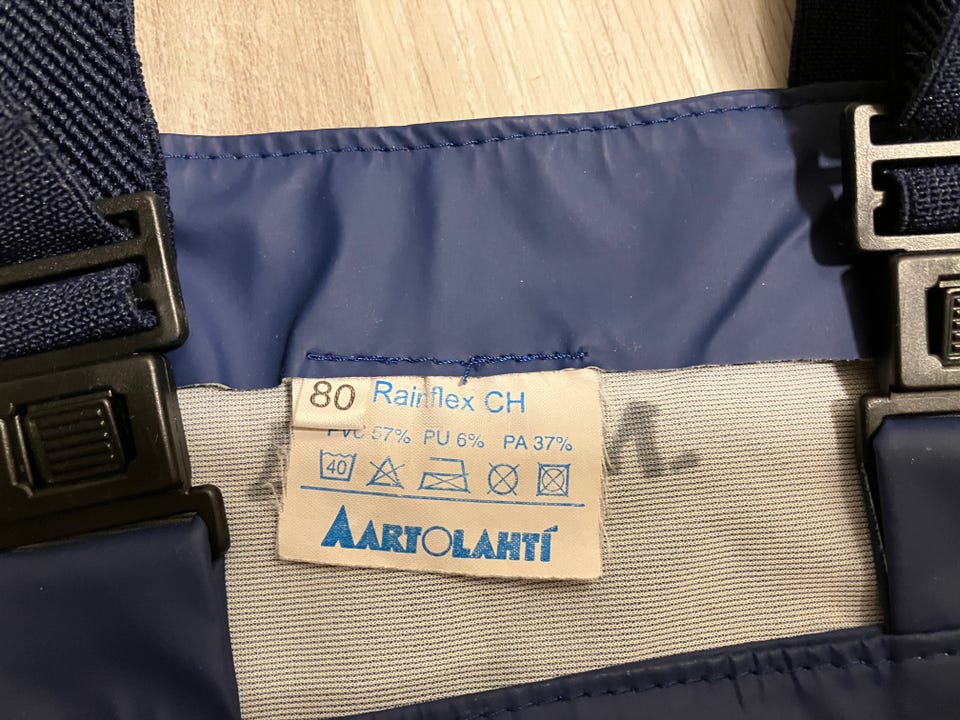 80 Rainflex CH
PVC 57% PU 6% PA 37%
40
AARTOLAHTI